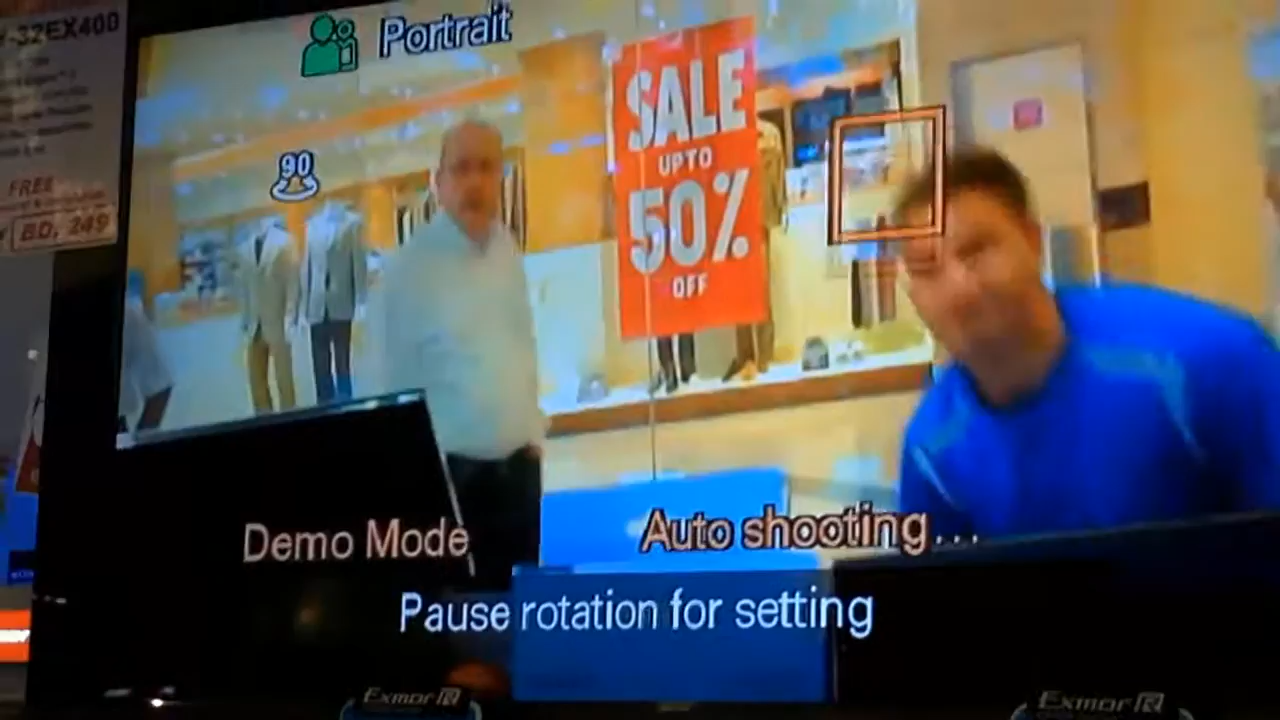 -32EX400
Portrait
90
SALE
UPTO
50%
OFF
FREE
BD. 249
Demo Mode
Auto shooting...
Pause rotation for setting
Exmor R
Exmor R